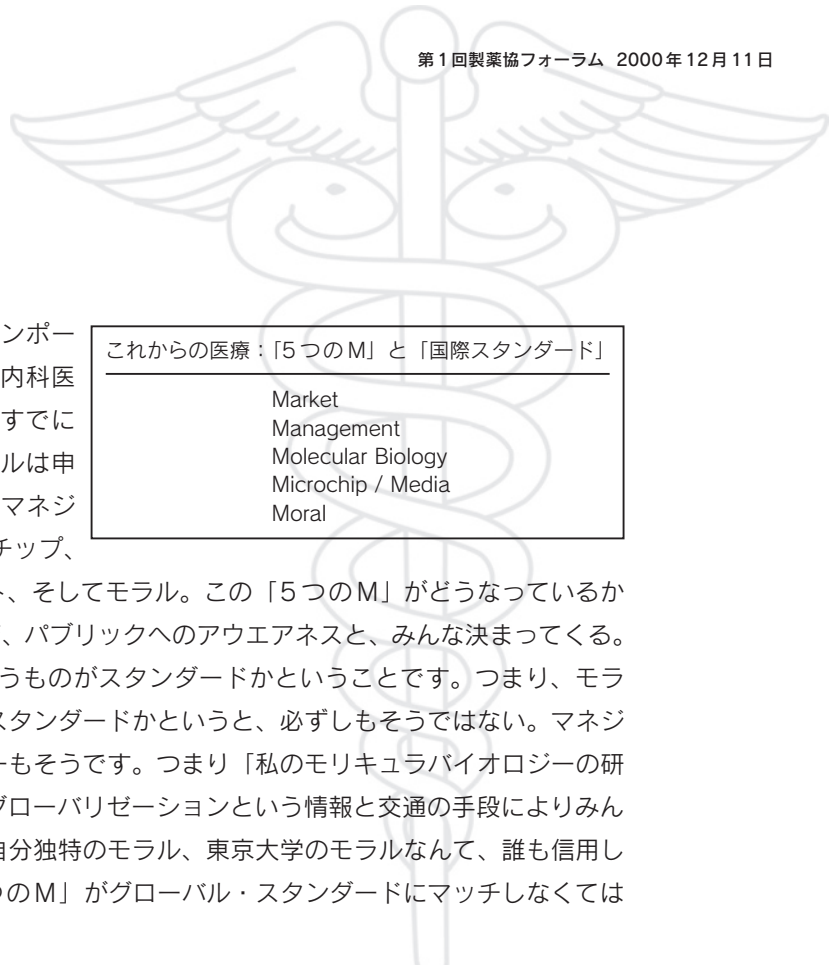 第1回製薬協フォーラム 2000年12月11日
ンポー
内科医
すでに
ルは申
マネジ
チップ、
これからの医療：「5つのM」と「国際スタンダード」
Market
Management
Molecular Biology
Microchip / Media
Moral
、そしてモラル。この「5つのM」がどうなっているか
、パブリックへのアウエアネスと、みんな決まってくる。
うものがスタンダードかということです。つまり、モラ
スタンダードかというと、必ずしもそうではない。マネジ
ーもそうです。つまり「私のモリキュラバイオロジーの研
グローバリゼーションという情報と交通の手段によりみん
自分独特のモラル、東京大学のモラルなんて、誰も信用し
つのM」がグローバル・スタンダードにマッチしなくては